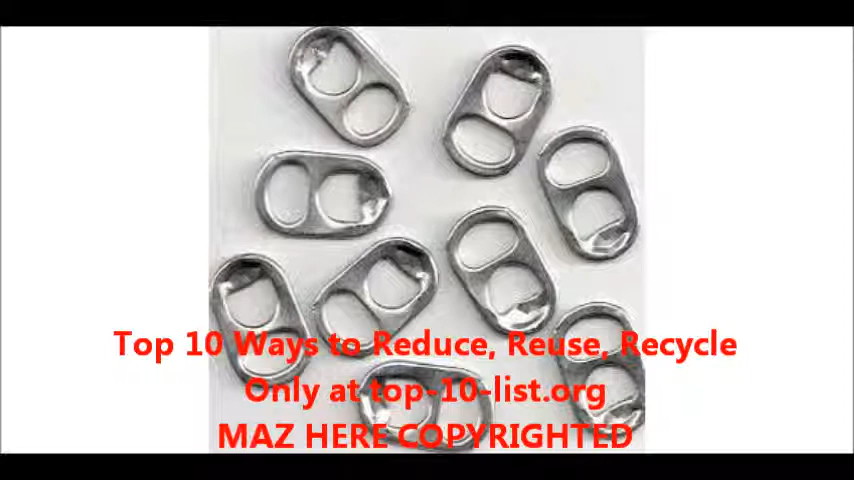 Top 10 Ways to Reduce, Reuse, Recycle
Only at top-10-list.org
MAZ HERE COPYRIGHTED